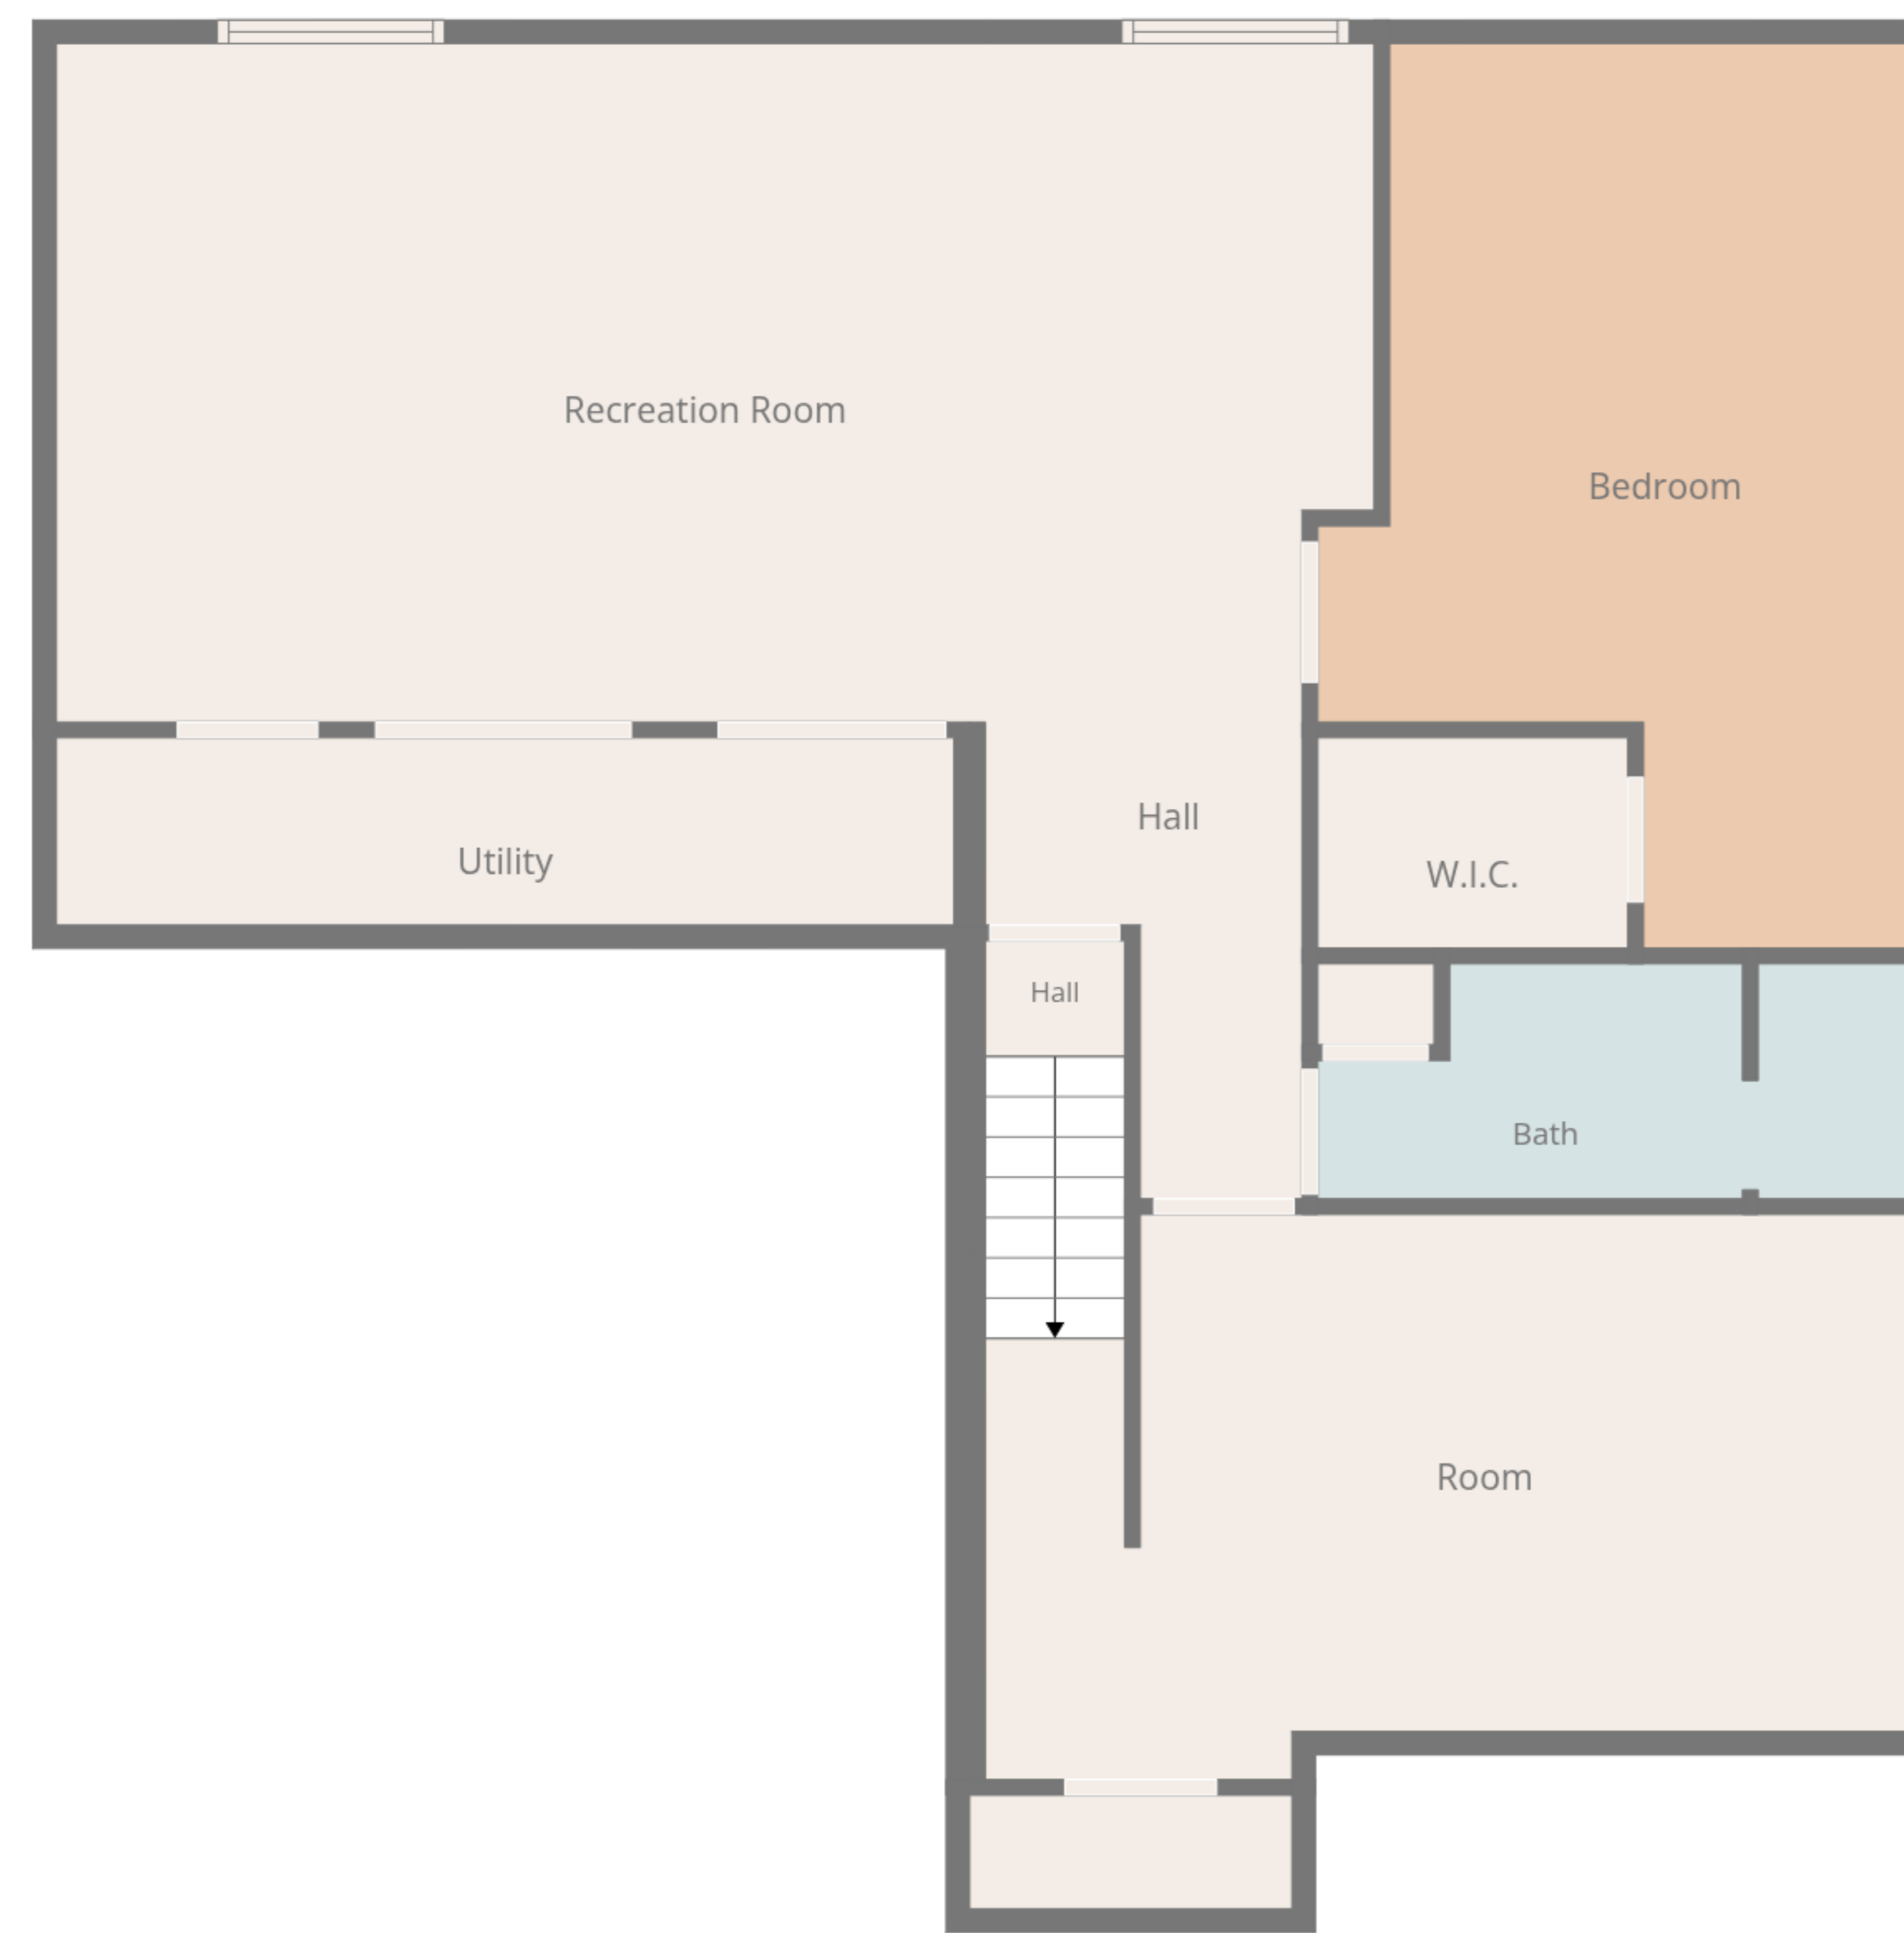 Recreation Room
Bedroom
Hall
Utility
W.I.C.
Hall
Bath
Room